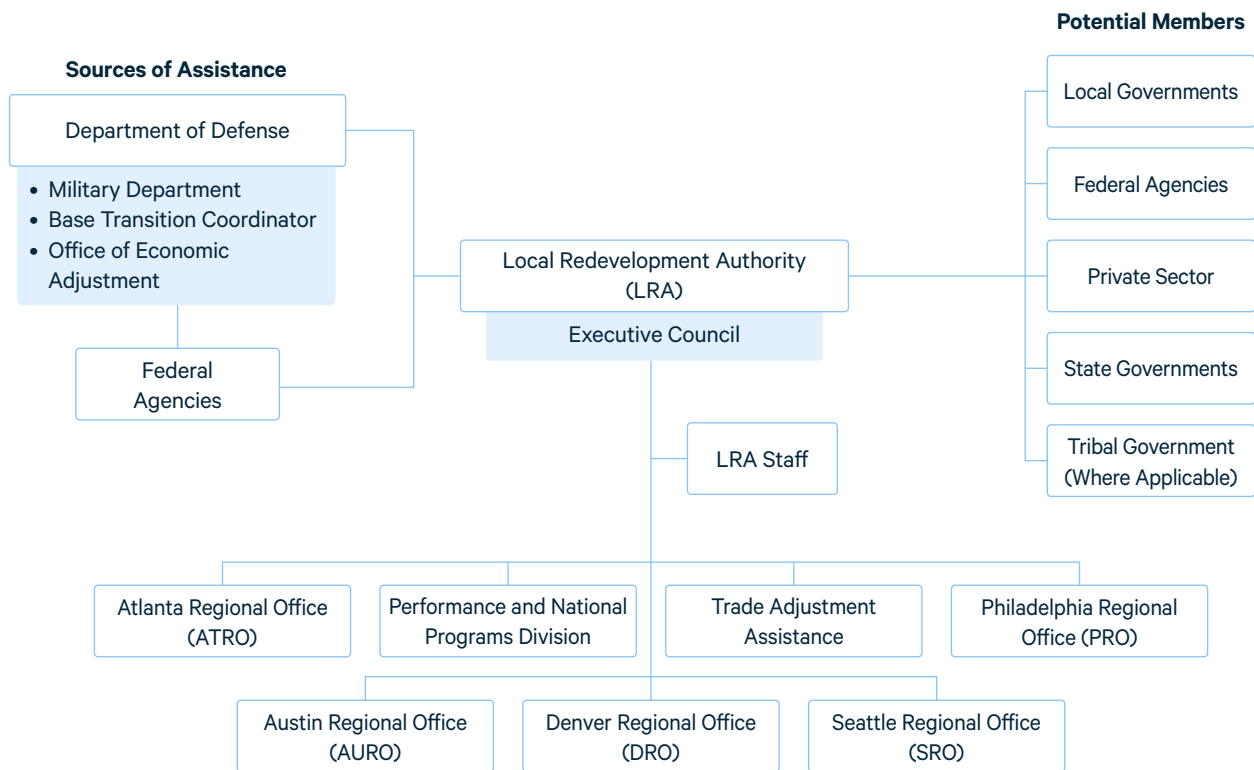 Potential Members
Sources of Assistance
Department of Defense
• Military Department
• Base Transition Coordinator
• Office of Economic
Adjustment
Federal
Agencies
Local Redevelopment Authority
(LRA)
Executive Council
LRA Staff
Local Governments
Federal Agencies
Private Sector
State Governments
Tribal Government
(Where Applicable)
Atlanta Regional Office
(ATRO)
Performance and National
Programs Division
Trade Adjustment
Assistance
Philadelphia Regional
Office (PRO)
Austin Regional Office
(AURO)
Denver Regional Office
(DRO)
Seattle Regional Office
(SRO)